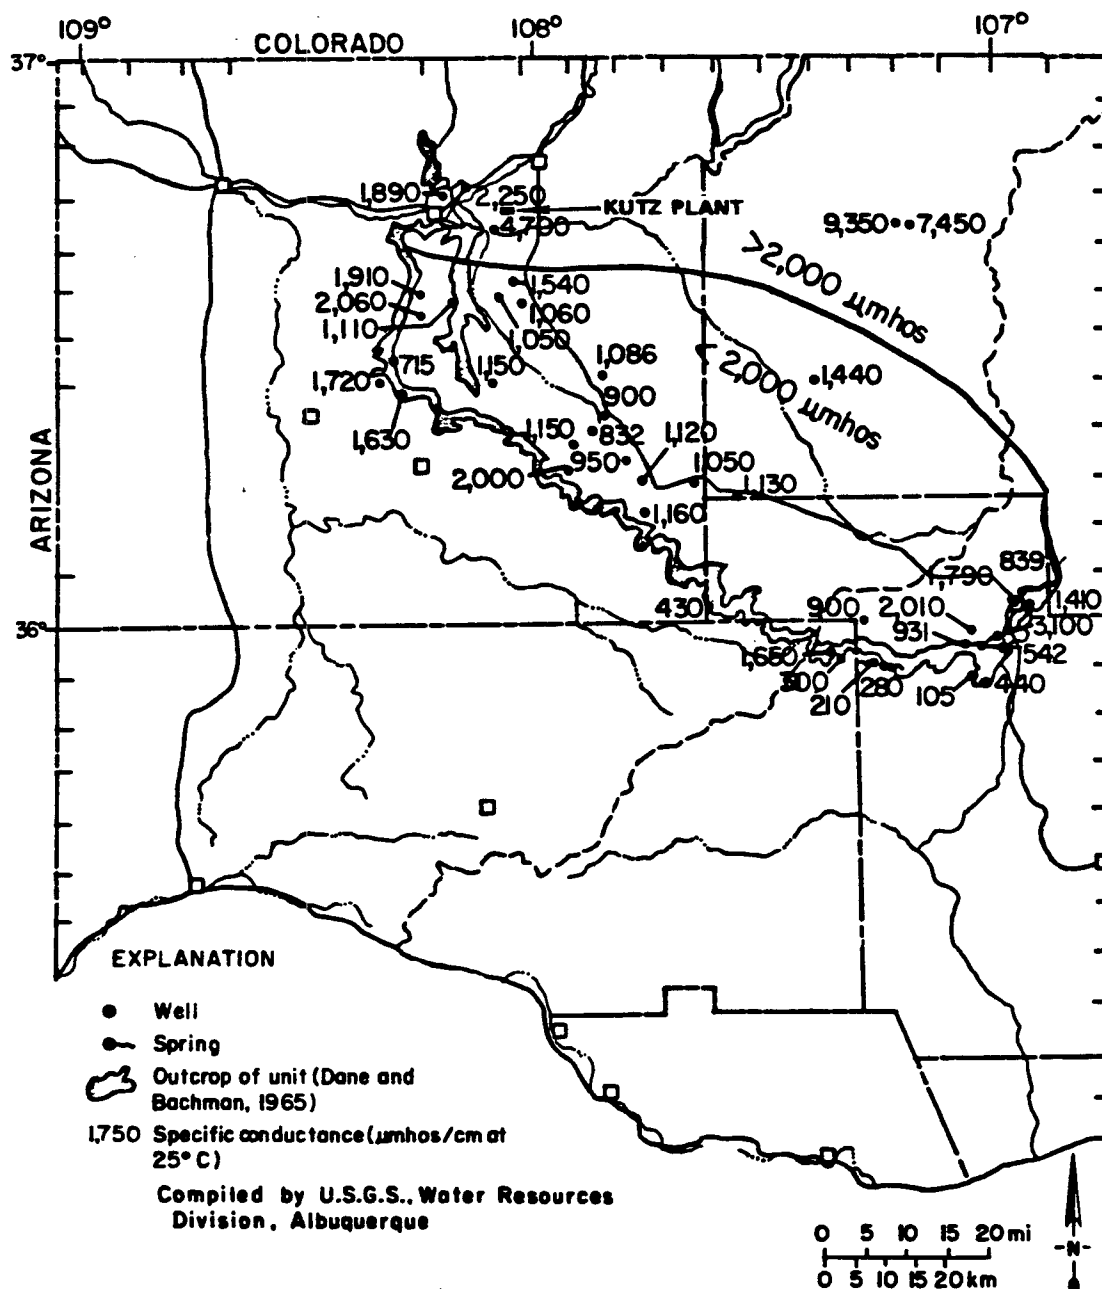 109°
108°
107°
COLORADO
37°
1,890
2,250
KUTZ PLANT
4,790
9,350
7,450
>2,000 µmhos
1,910
1,540
2,060
1,060
1,110
1,050
<2,000 µmhos
1,086
715
1,150
1,440
1,720
900
1,630
1,150
832
1,120
950
1,050
2,000
1,130
ARIZONA
1,160
839
1,790
430
900
2,010
1,410
36°
931
3,100
1,650
542
300
210
280
105
440
EXPLANATION
Well
Spring
Outcrop of unit (Dane and
Bachman, 1965)
1,750 Specific conductance (µmhos/cm at
25° C)
Compiled by U.S.G.S., Water Resources
Division, Albuquerque
0 5 10 15 20 mi
-N-
0 5 10 15 20 km